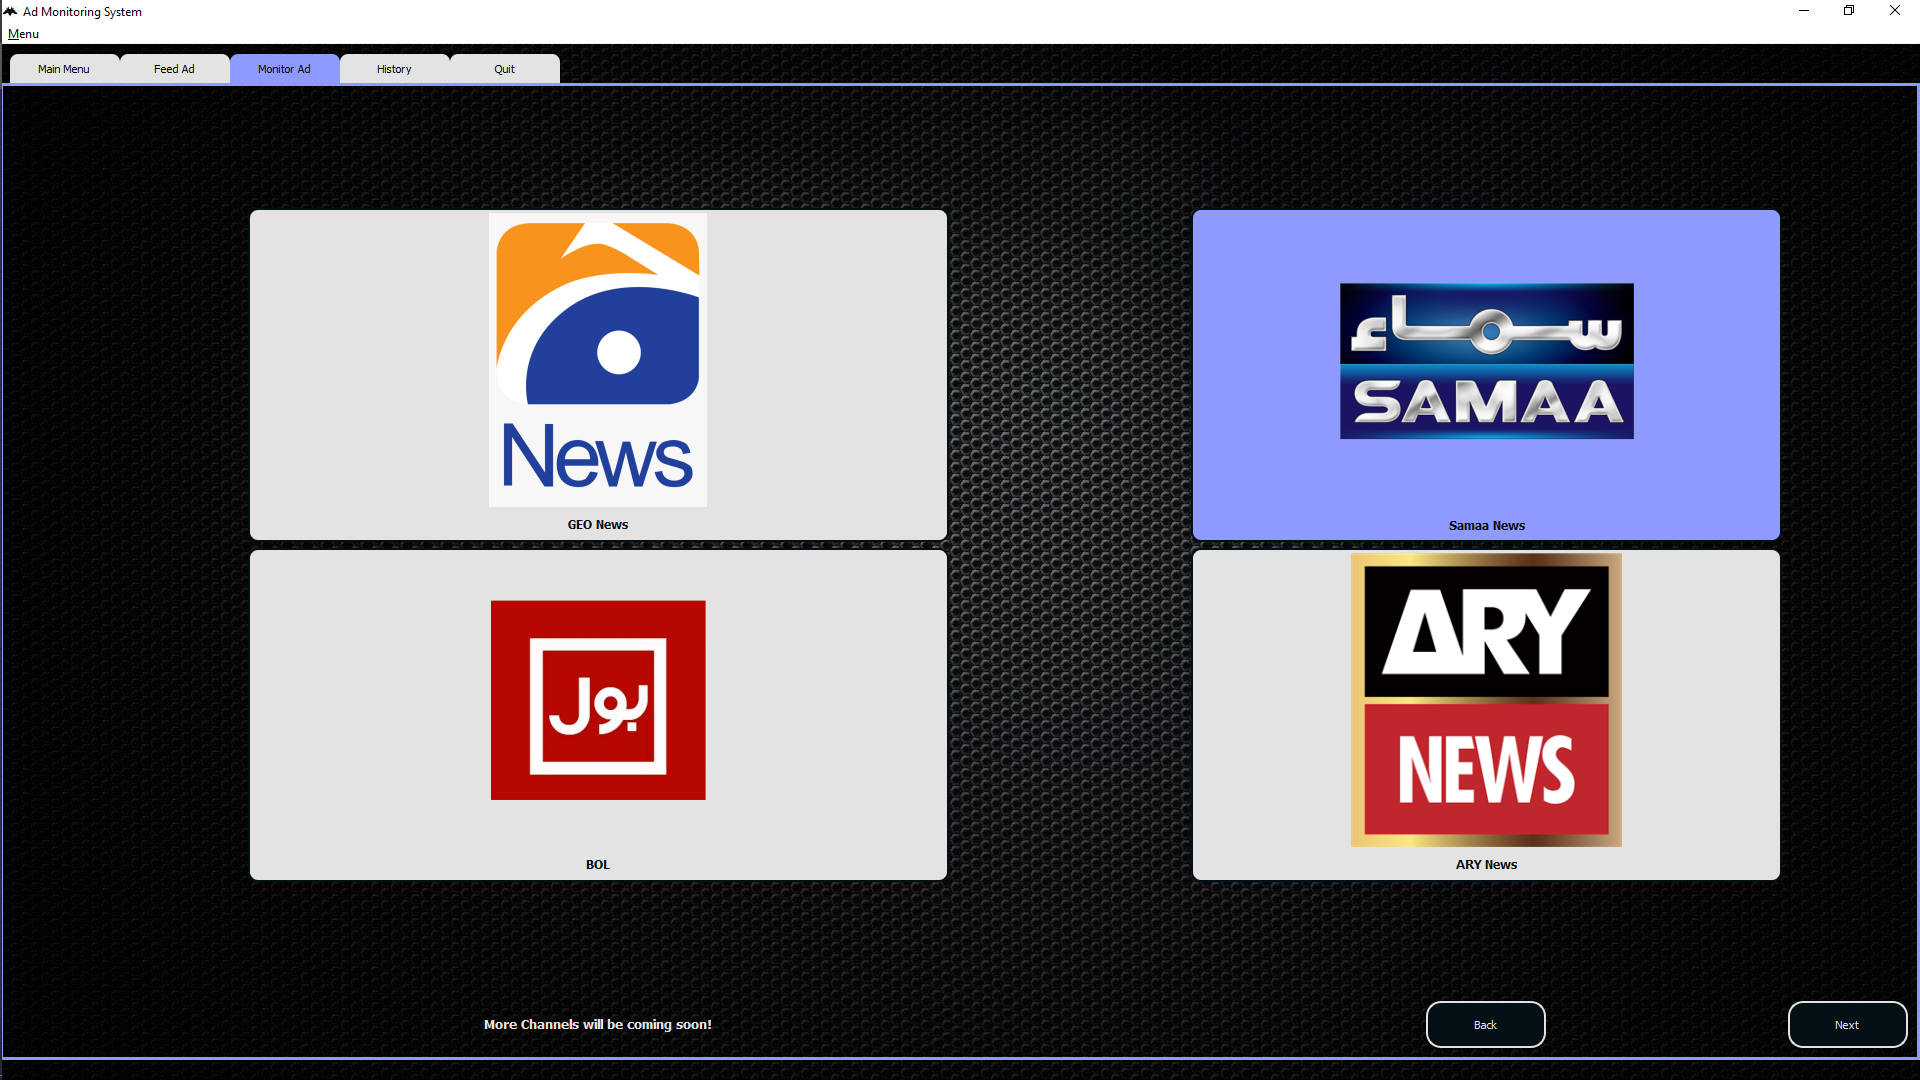 Ad Monitoring System
Menu
Main Menu
Feed Ad
Monitor Ad
History
Quit
News
GEO News
سماء
SAMAA
Samaa News
بول
BOL
ARY
NEWS
ARY News
More Channels will be coming soon!
Back
Next